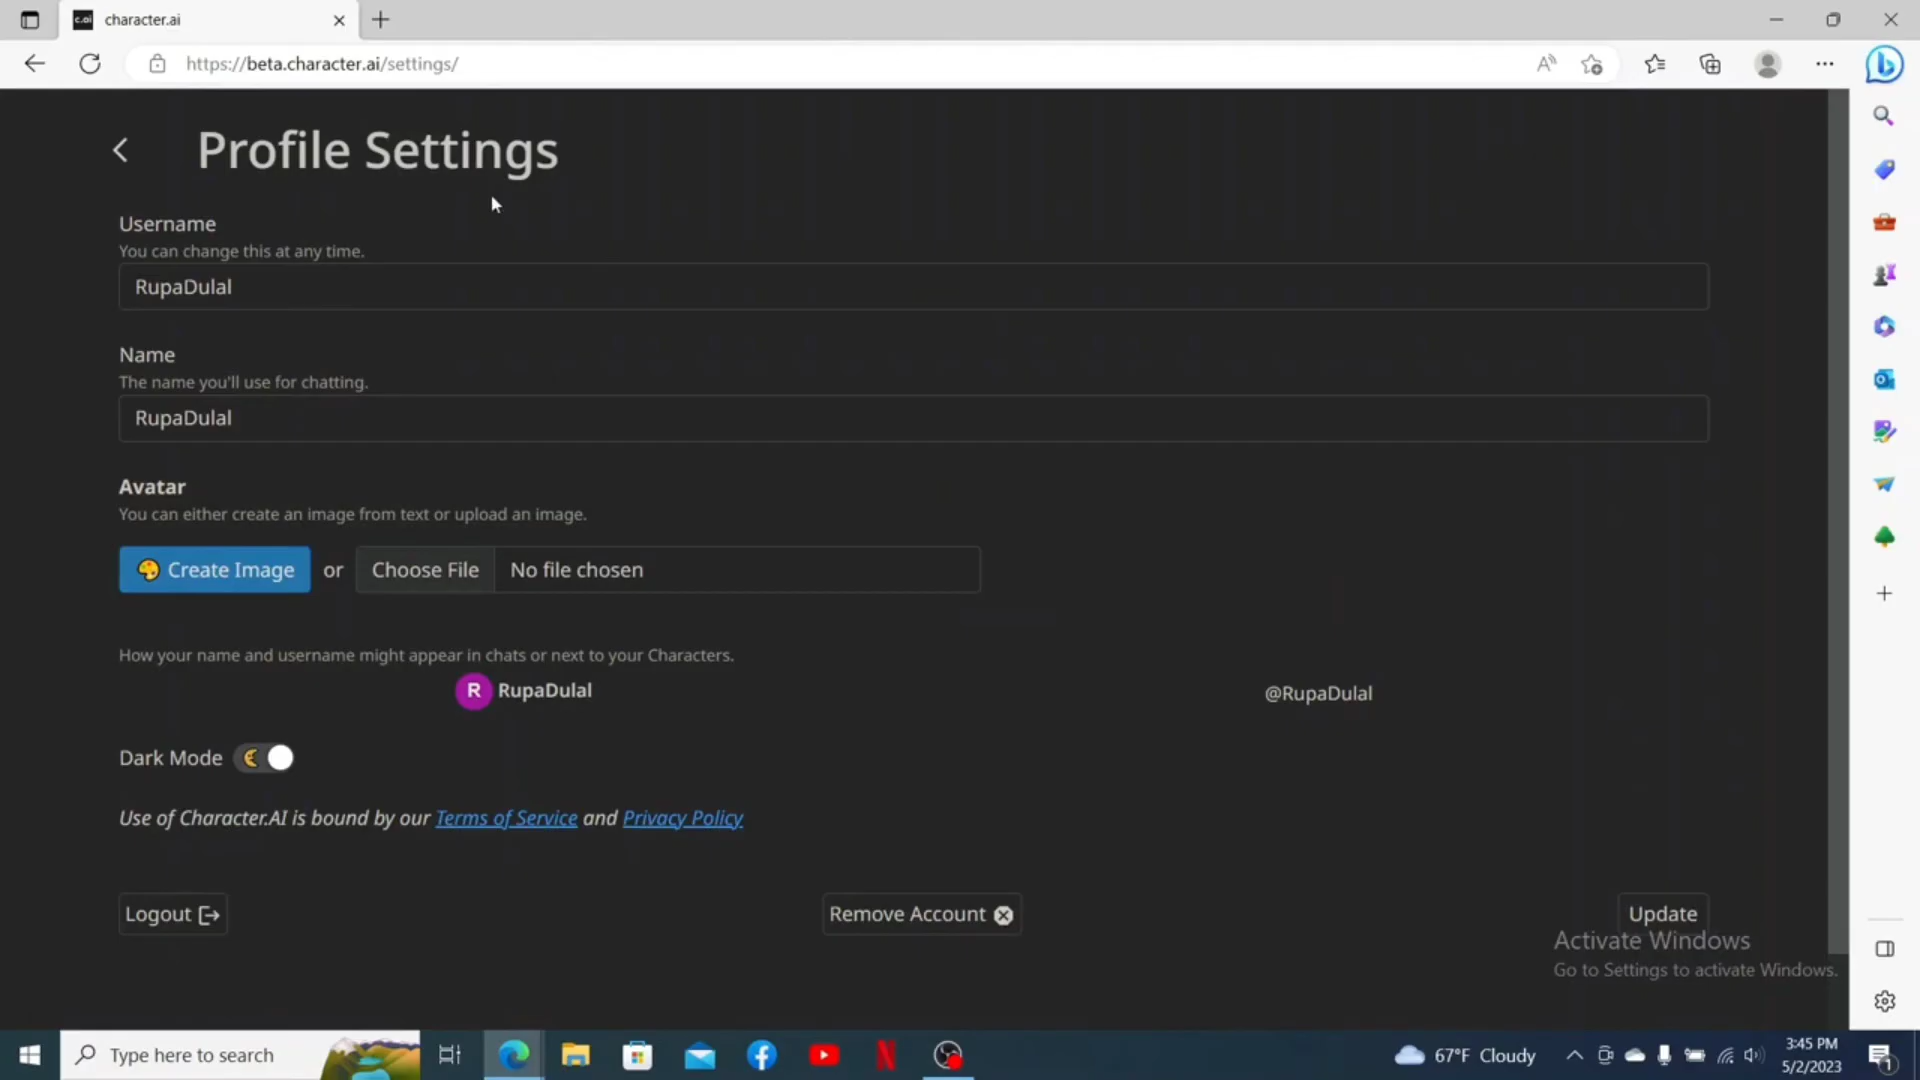 character.ai
https://beta.character.ai/settings/
Profile Settings
Username
You can change this at any time.
RupaDulal
Name
The name you'll use for chatting.
RupaDulal
Avatar
You can either create an image from text or upload an image.
Create Image or Choose File No file chosen
How your name and username might appear in chats or next to your Characters.
R RupaDulal @RupaDulal
Dark Mode
Use of Character.AI is bound by our Terms of Service and Privacy Policy
Logout Remove Account Update
Activate Windows
Go to Settings to activate Windows.
Type here to search 67°F Cloudy 3:45 PM
5/2/2023 1